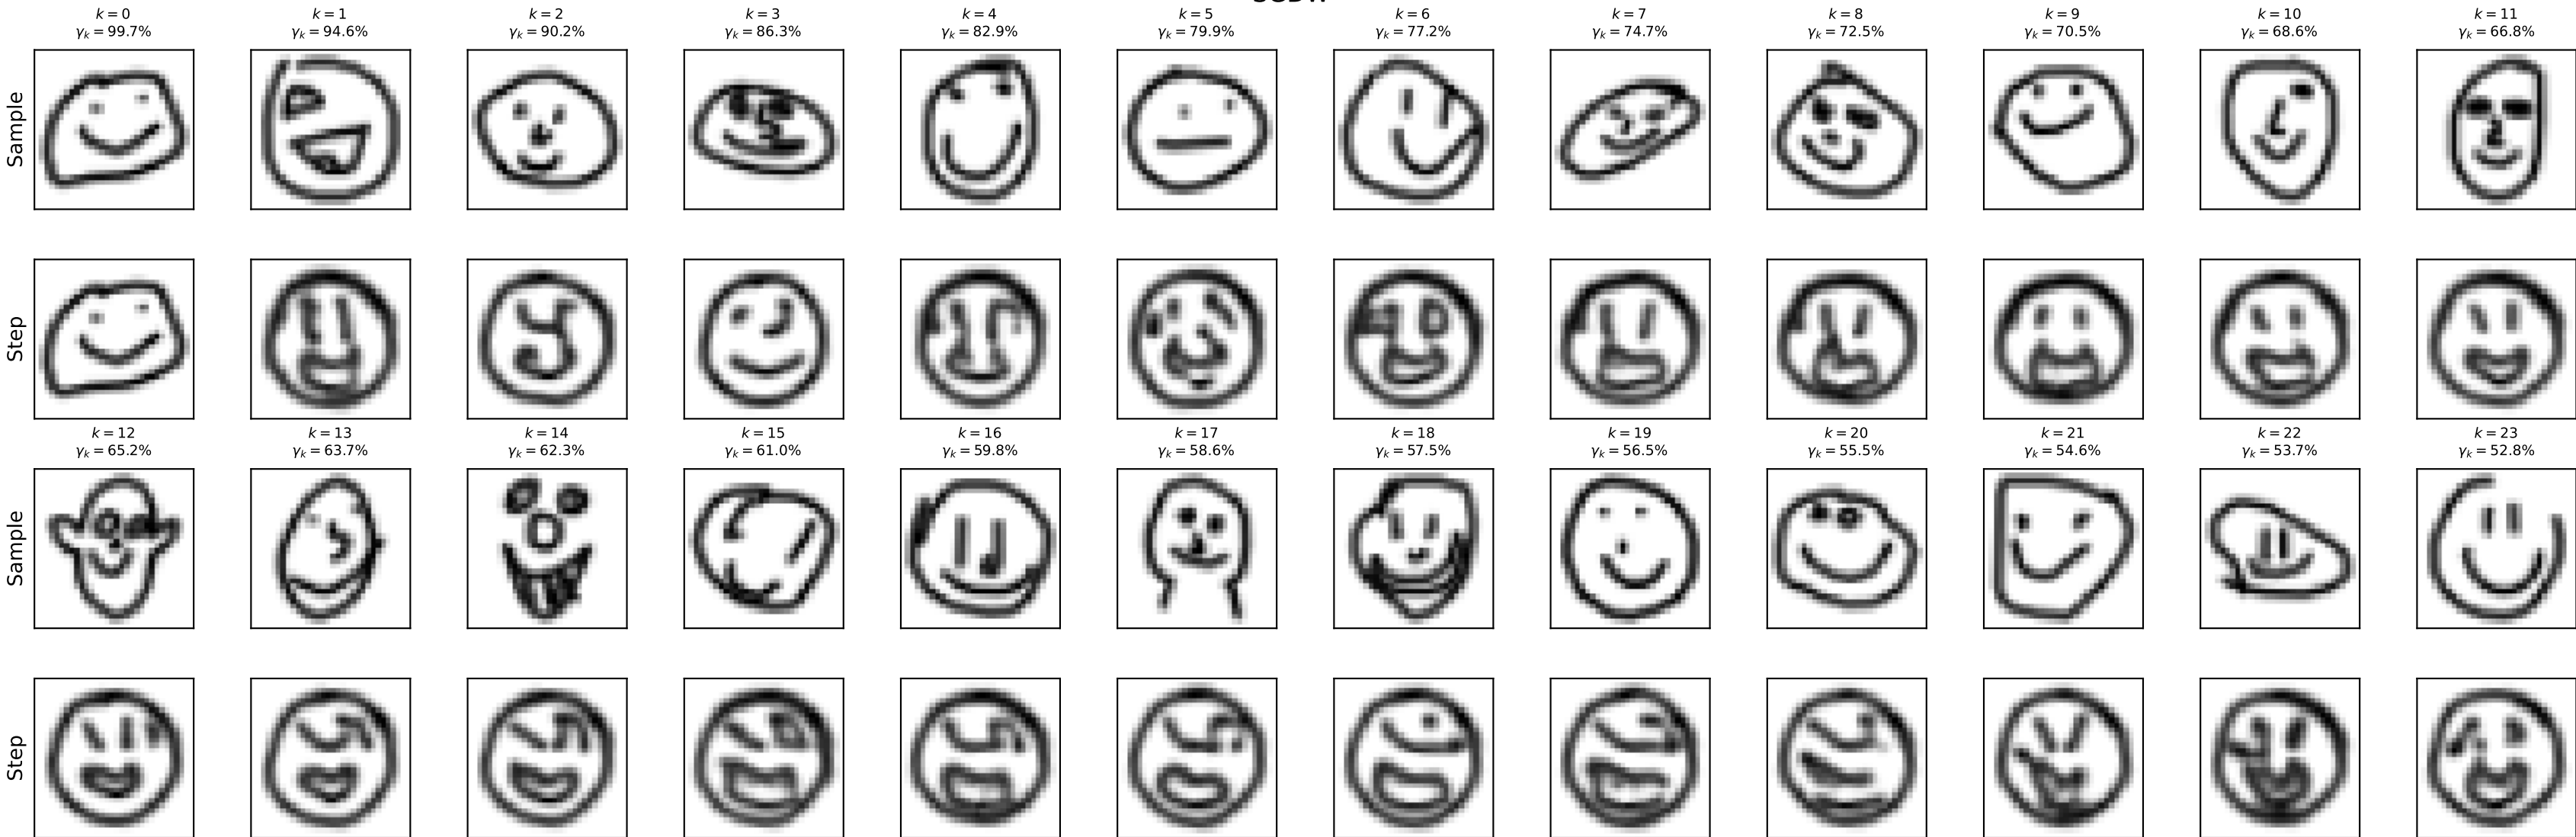 k = 0 k = 1 k = 2 k = 3 k = 4 k = 5 k = 6 k = 7 k = 8 k = 9 k = 10 k = 11
γₖ = 99.7% γₖ = 94.6% γₖ = 90.2% γₖ = 86.3% γₖ = 82.9% γₖ = 79.9% γₖ = 77.2% γₖ = 74.7% γₖ = 72.5% γₖ = 70.5% γₖ = 68.6% γₖ = 66.8%
Sample
Step
k = 12 k = 13 k = 14 k = 15 k = 16 k = 17 k = 18 k = 19 k = 20 k = 21 k = 22 k = 23
γₖ = 65.2% γₖ = 63.7% γₖ = 62.3% γₖ = 61.0% γₖ = 59.8% γₖ = 58.6% γₖ = 57.5% γₖ = 56.5% γₖ = 55.5% γₖ = 54.6% γₖ = 53.7% γₖ = 52.8%
Sample
Step